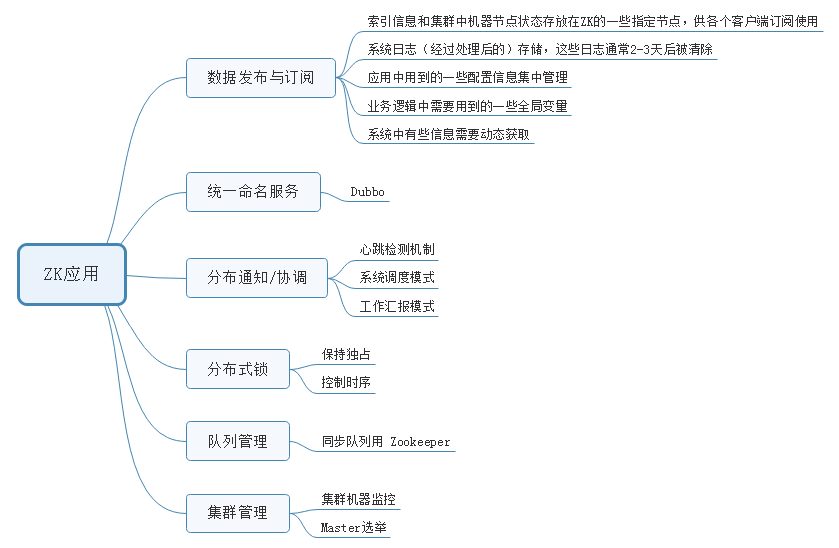 ZK应用
数据发布与订阅
索引信息和集群中机器节点状态存放在ZK的一些指定节点，供各个客户端订阅使用
系统日志（经过处理后的）存储，这些日志通常2-3天后被清除
应用中用到的一些配置信息集中管理
业务逻辑中需要用到的一些全局变量
系统中有些信息需要动态获取
统一命名服务
Dubbo
分布通知/协调
心跳检测机制
系统调度模式
工作汇报模式
分布式锁
保持独占
控制时序
队列管理
同步队列用 Zookeeper
集群管理
集群机器监控
Master选举